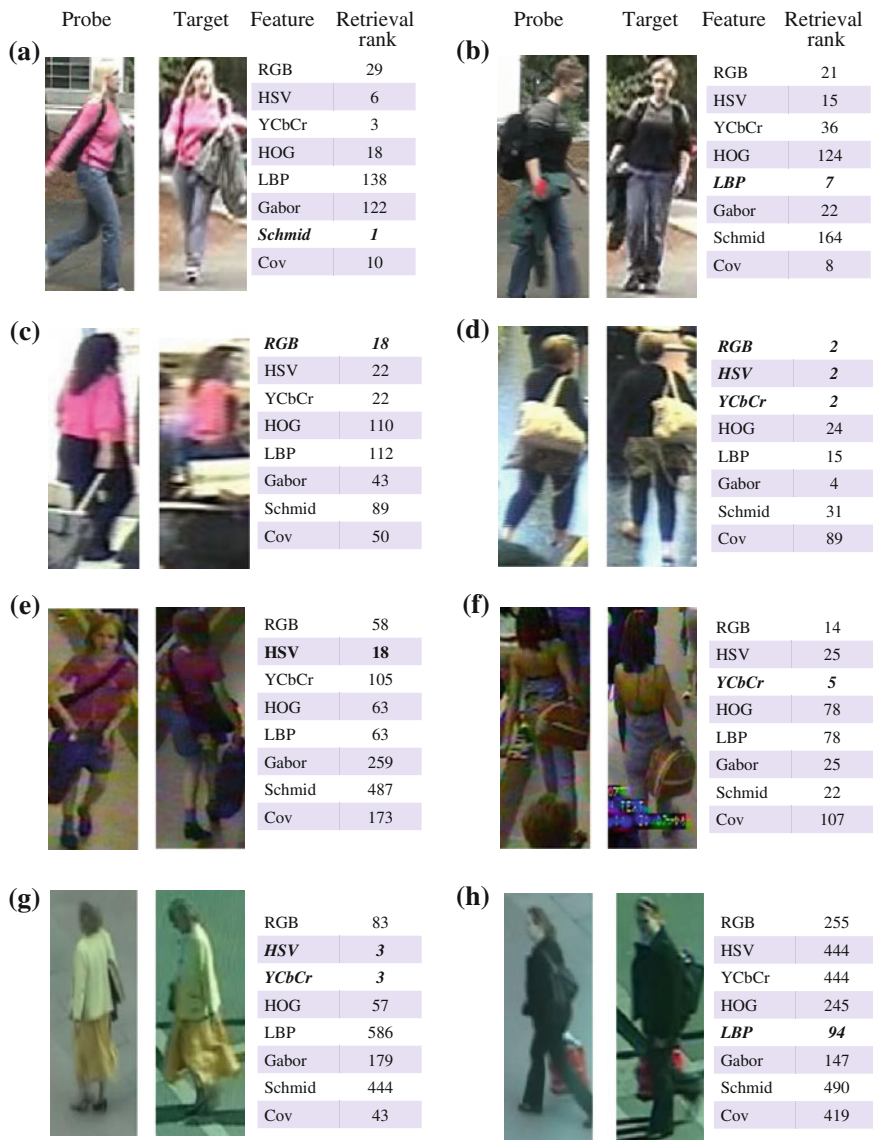 Probe Target Feature Retrieval rank
(a)
RGB 29
HSV 6
YCbCr 3
HOG 18
LBP 138
Gabor 122
Schmid 1
Cov 10
Probe Target Feature Retrieval rank
(b)
RGB 21
HSV 15
YCbCr 36
HOG 124
LBP 7
Gabor 22
Schmid 164
Cov 8
(c)
RGB 18
HSV 22
YCbCr 22
HOG 110
LBP 112
Gabor 43
Schmid 89
Cov 50
(d)
RGB 2
HSV 2
YCbCr 2
HOG 24
LBP 15
Gabor 4
Schmid 31
Cov 89
(e)
RGB 58
HSV 18
YCbCr 105
HOG 63
LBP 63
Gabor 259
Schmid 487
Cov 173
(f)
RGB 14
HSV 25
YCbCr 5
HOG 78
LBP 78
Gabor 25
Schmid 22
Cov 107
TEXT
(g)
RGB 83
HSV 3
YCbCr 3
HOG 57
LBP 586
Gabor 179
Schmid 444
Cov 43
(h)
RGB 255
HSV 444
YCbCr 444
HOG 245
LBP 94
Gabor 147
Schmid 490
Cov 419